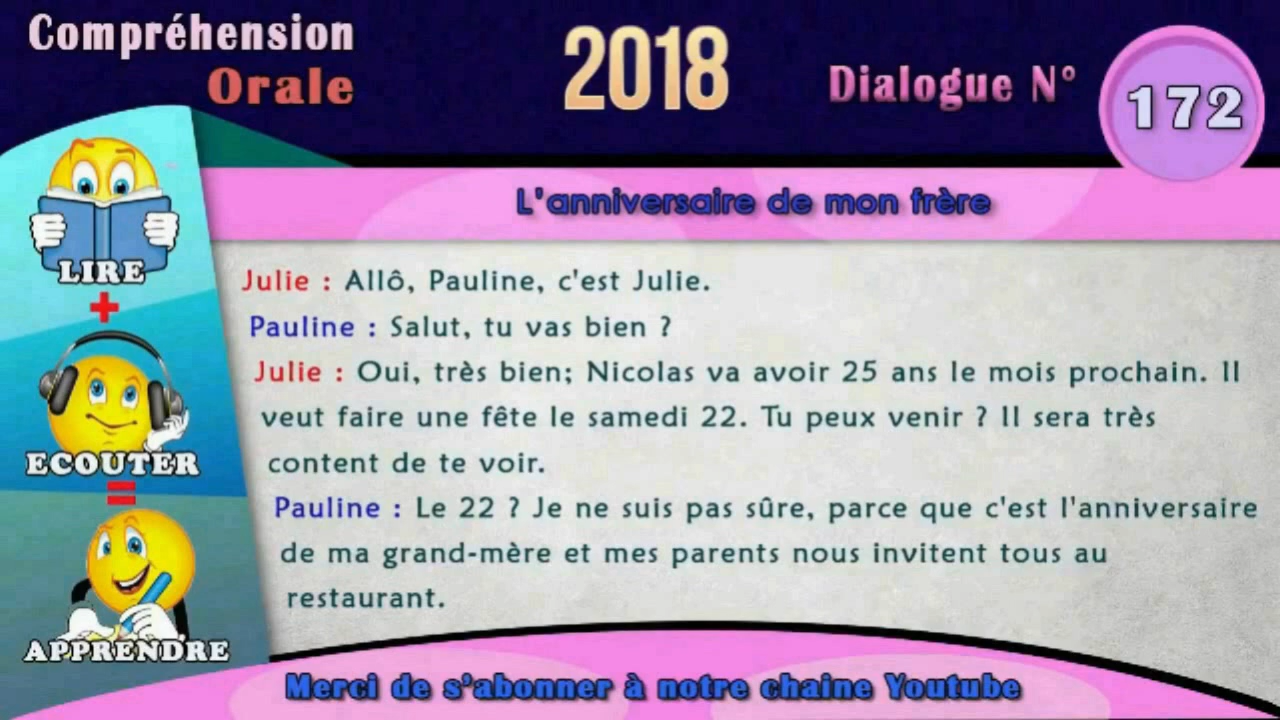 Compréhension
Orale
2018
Dialogue N°
172
L'anniversaire de mon frère
LIRE
+
ECOUTER
=
APPRENDRE
Julie : Allô, Pauline, c'est Julie.
Pauline : Salut, tu vas bien ?
Julie : Oui, très bien; Nicolas va avoir 25 ans le mois prochain. Il
veut faire une fête le samedi 22. Tu peux venir ? Il sera très
content de te voir.
Pauline : Le 22 ? Je ne suis pas sûre, parce que c'est l'anniversaire
de ma grand-mère et mes parents nous invitent tous au
restaurant.
Merci de s'abonner à notre chaine Youtube